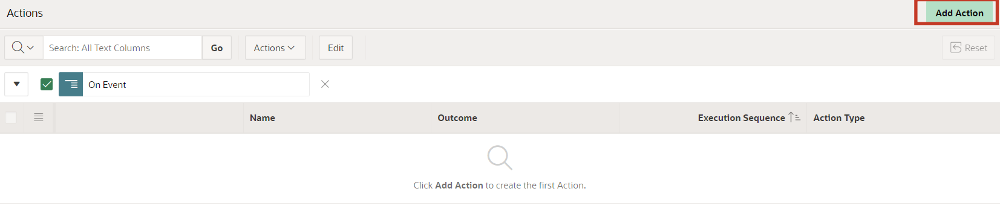 Actions
Add Action
Search: All Text Columns
Go
Actions
Edit
Reset
On Event
Name
Outcome
Execution Sequence
Action Type
Click Add Action to create the first Action.